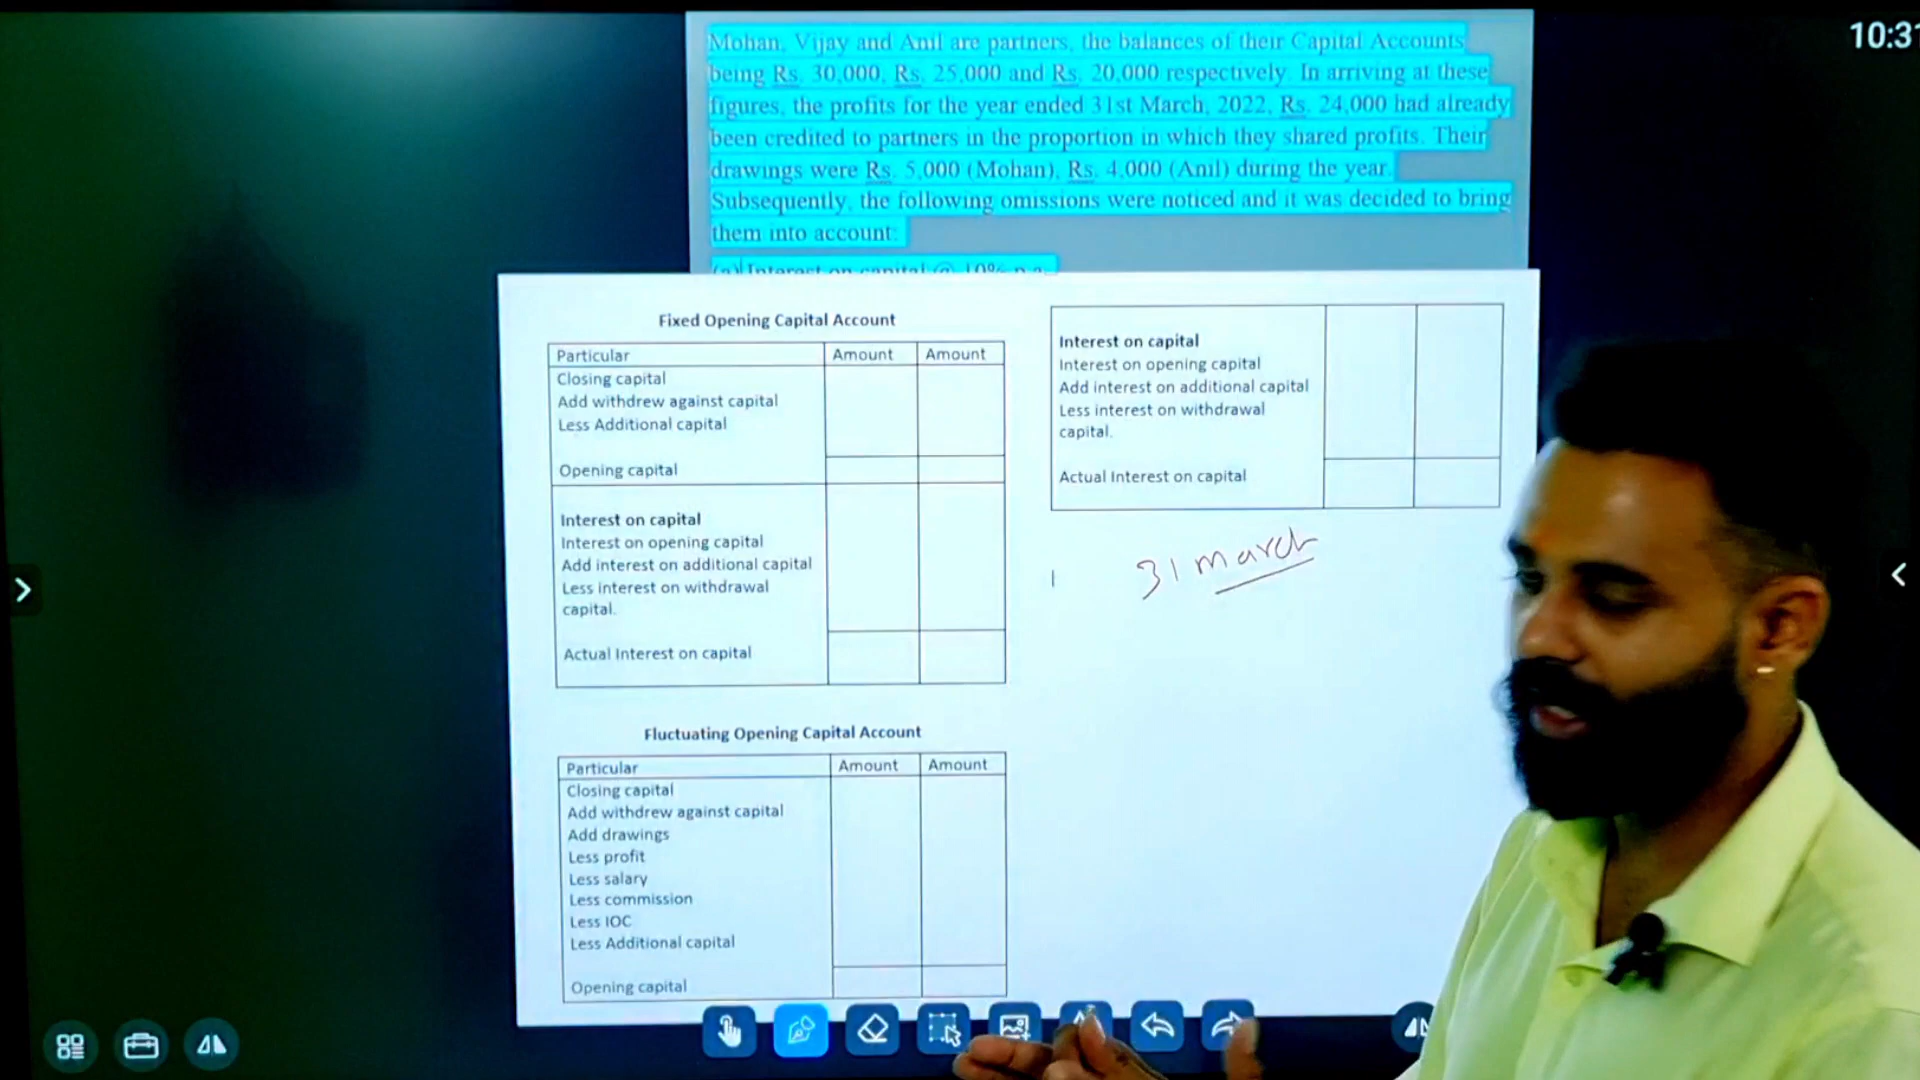 10:31
Mohan, Vijay and Anil are partners, the balances of their Capital Accounts
being Rs. 30,000, Rs. 25,000 and Rs. 20,000 respectively. In arriving at these
figures, the profits for the year ended 31st March, 2022, Rs. 24,000 had already
been credited to partners in the proportion in which they shared profits. Their
drawings were Rs. 5,000 (Mohan), Rs. 4,000 (Anil) during the year.
Subsequently, the following omissions were noticed and it was decided to bring
them into account:
(a) Interest on capital @ 10% p.a.
Fixed Opening Capital Account
Particular Amount Amount
Closing capital
Add withdrew against capital
Less Additional capital
Opening capital
Interest on capital
Interest on opening capital
Add interest on additional capital
Less interest on withdrawal
capital.
Actual Interest on capital
Fluctuating Opening Capital Account
Particular Amount Amount
Closing capital
Add withdrew against capital
Add drawings
Less profit
Less salary
Less commission
Less IOC
Less Additional capital
Opening capital
Interest on capital
Interest on opening capital
Add interest on additional capital
Less interest on withdrawal
capital.
Actual Interest on capital
31 march